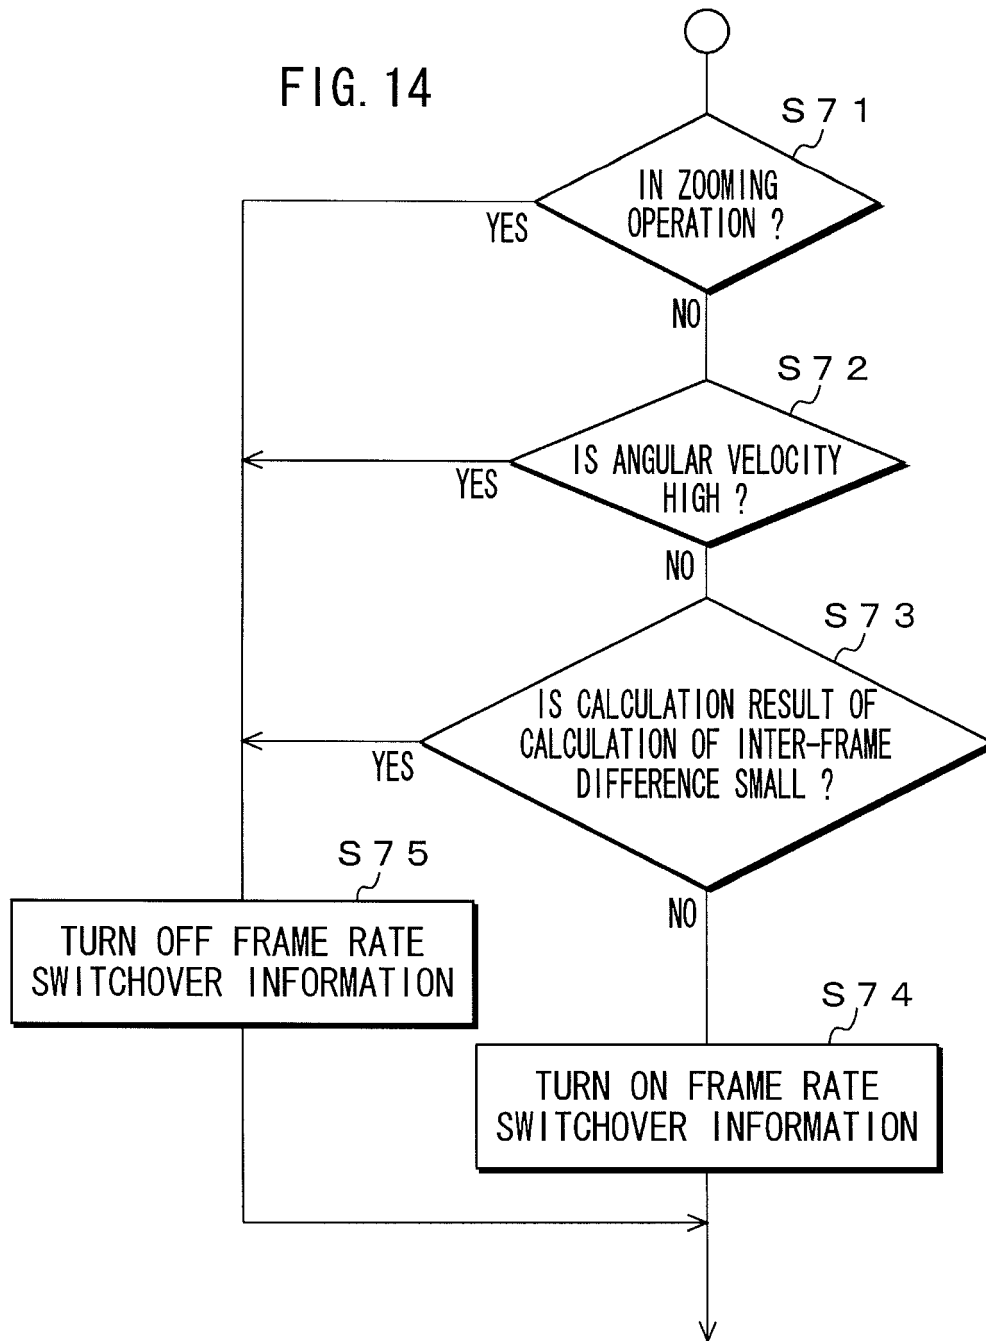 FIG. 14
S71
IN ZOOMING
OPERATION ?
YES
NO
S72
IS ANGULAR VELOCITY
HIGH ?
YES
NO
S73
IS CALCULATION RESULT OF
CALCULATION OF INTER-FRAME
DIFFERENCE SMALL ?
YES
NO
S75
TURN OFF FRAME RATE
SWITCHOVER INFORMATION
S74
TURN ON FRAME RATE
SWITCHOVER INFORMATION